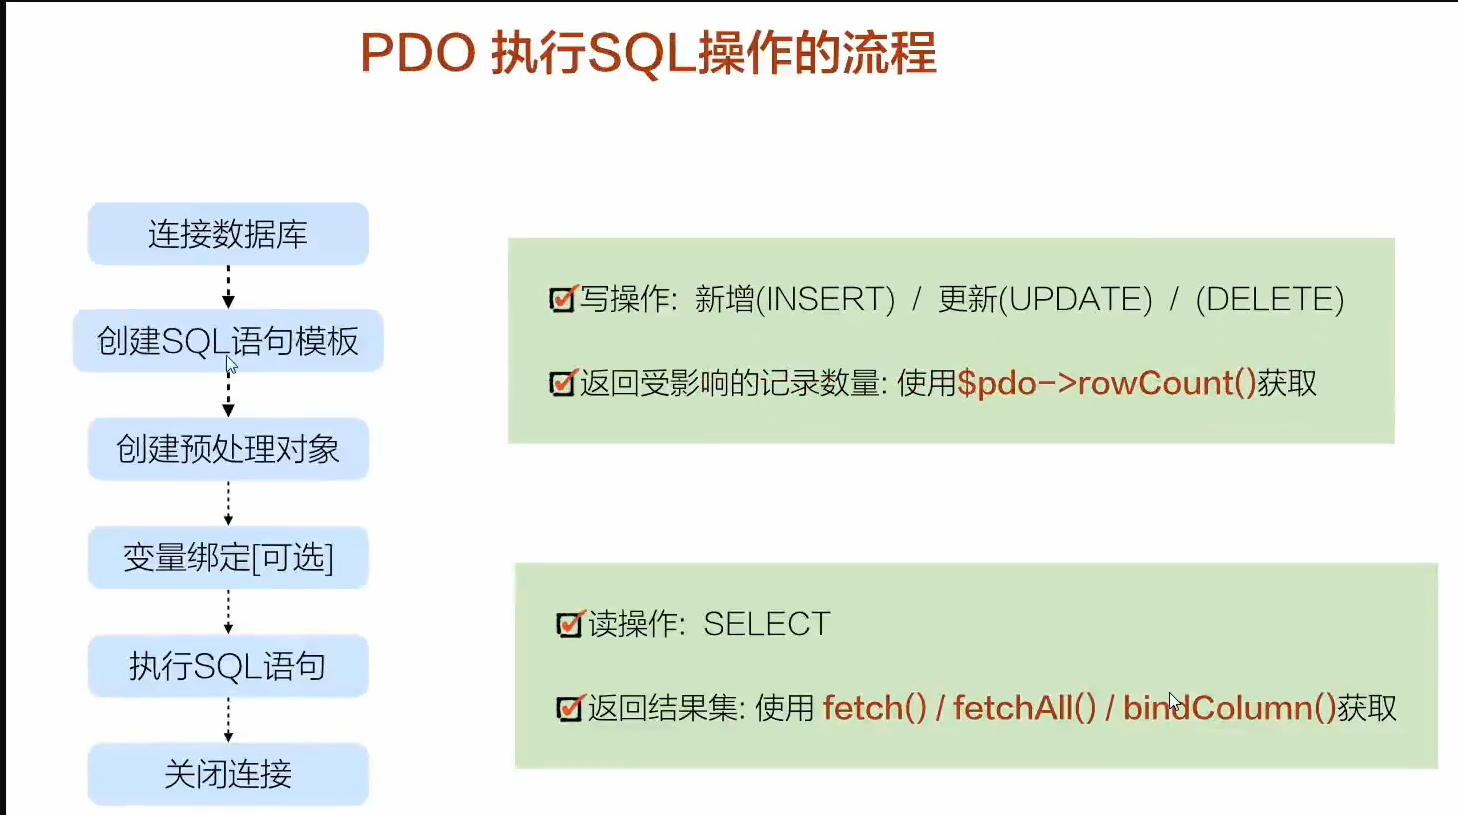 PDO 执行SQL操作的流程
连接数据库
创建SQL语句模板
创建预处理对象
变量绑定[可选]
执行SQL语句
关闭连接
写操作: 新增(INSERT) / 更新(UPDATE) / (DELETE)
返回受影响的记录数量: 使用$pdo->rowCount()获取
读操作: SELECT
返回结果集: 使用 fetch() / fetchAll() / bindColumn()获取